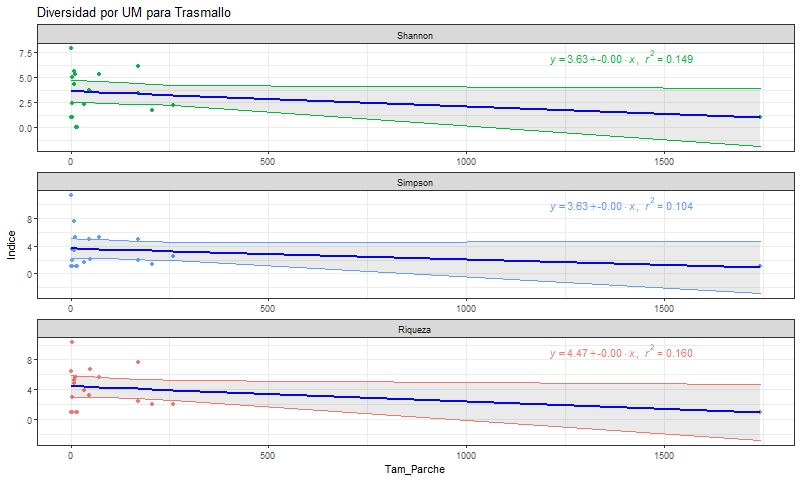 Diversidad por UM para Trasmallo
Shannon
7.5
5.0
2.5
0.0
y = 3.63 + -0.00 · x, r² = 0.149
0 500 1000 1500
Simpson
8
4
0
y = 3.63 + -0.00 · x, r² = 0.104
0 500 1000 1500
Indice
Riqueza
8
4
0
y = 4.47 + -0.00 · x, r² = 0.160
0 500 1000 1500
Tam_Parche